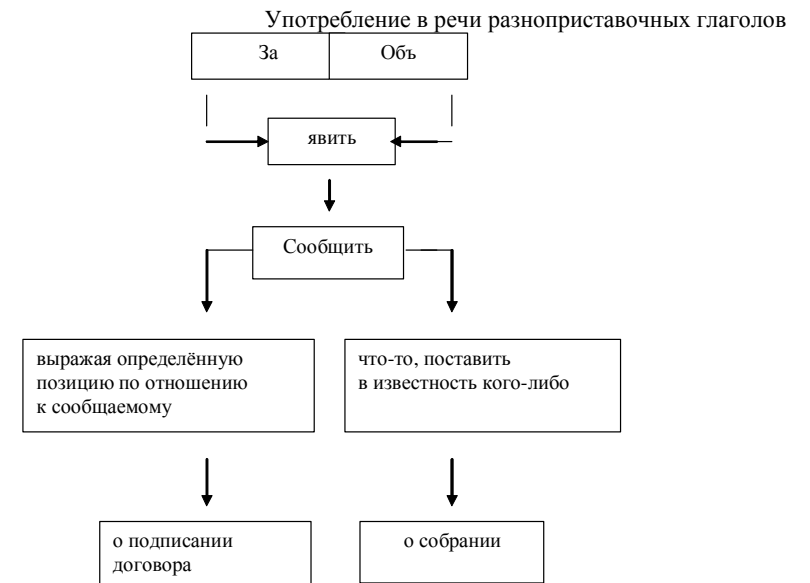 Употребление в речи разноприставочных глаголов
За Объ
явить
Сообщить
выражая определённую
позицию по отношению
к сообщаемому
что-то, поставить
в известность кого-либо
о подписании
договора
о собрании